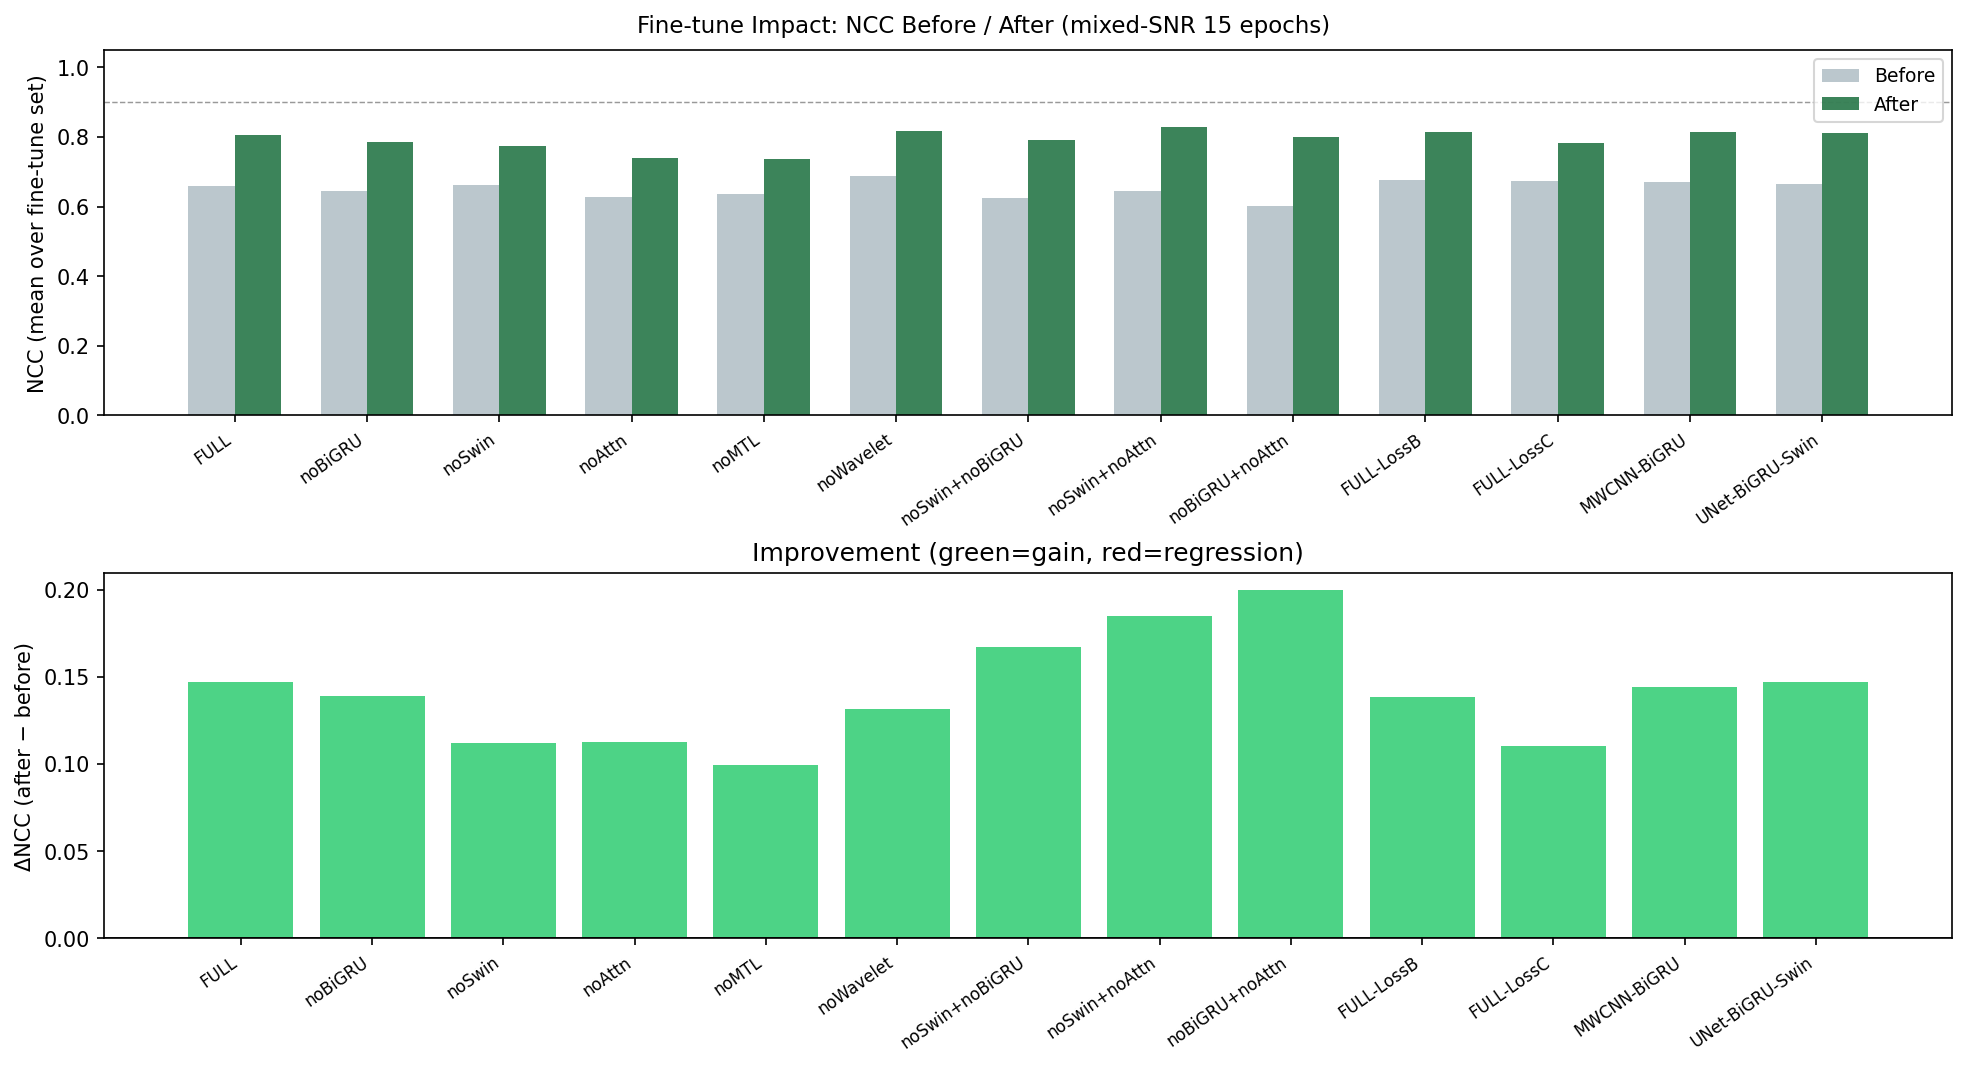 Fine-tune Impact: NCC Before / After (mixed-SNR 15 epochs)
NCC (mean over fine-tune set)
1.0
0.8
0.6
0.4
0.2
0.0
Before
After
FULL
noBiGRU
noSwin
noAttn
noMTL
noWavelet
noSwin+noBiGRU
noSwin+noAttn
noBiGRU+noAttn
FULL-LossB
FULL-LossC
MWCNN-BiGRU
UNet-BiGRU-Swin
Improvement (green=gain, red=regression)
ΔNCC (after − before)
0.20
0.15
0.10
0.05
0.00
FULL
noBiGRU
noSwin
noAttn
noMTL
noWavelet
noSwin+noBiGRU
noSwin+noAttn
noBiGRU+noAttn
FULL-LossB
FULL-LossC
MWCNN-BiGRU
UNet-BiGRU-Swin